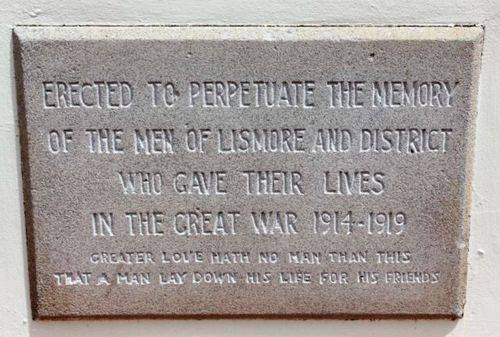 ERECTED TO PERPETUATE THE MEMORY
OF THE MEN OF LISMORE AND DISTRICT
WHO GAVE THEIR LIVES
IN THE GREAT WAR 1914-1919
GREATER LOVE HATH NO MAN THAN THIS
THAT A MAN LAY DOWN HIS LIFE FOR HIS FRIENDS